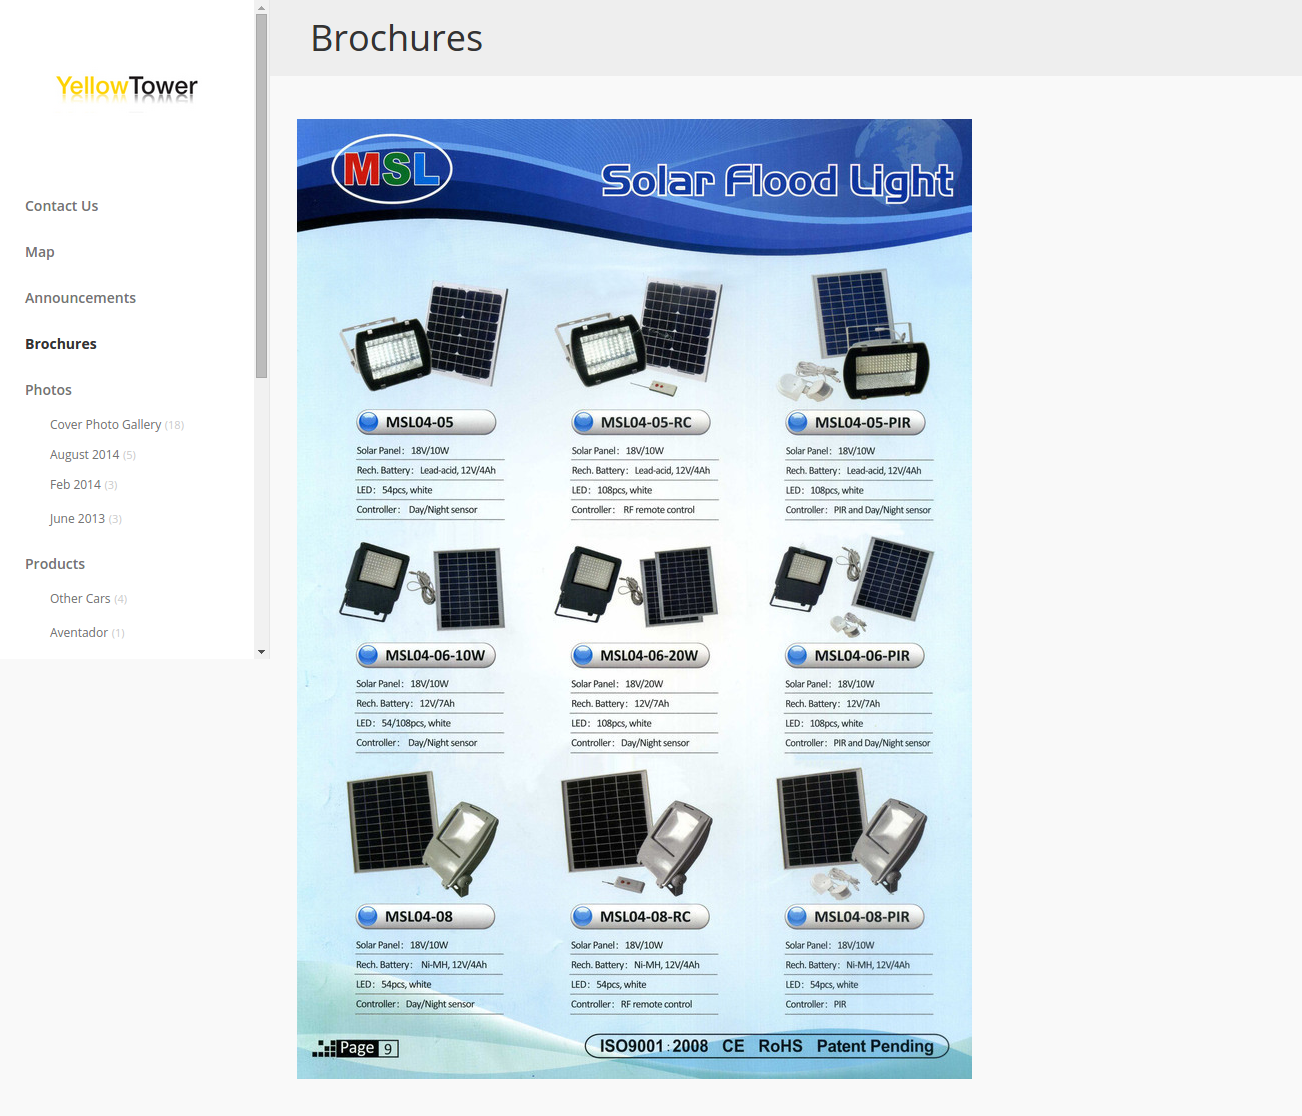 YellowTower
Contact Us
Map
Announcements
Brochures
Photos
Cover Photo Gallery (18)
August 2014 (5)
Feb 2014 (3)
June 2013 (3)
Products
Other Cars (4)
Aventador (1)
Brochures
MSL
Solar Flood Light
MSL04-05
Solar Panel: 18V/10W
Rech. Battery: Lead-acid, 12V/4Ah
LED: 54pcs, white
Controller: Day/Night sensor
MSL04-05-RC
Solar Panel: 18V/10W
Rech. Battery: Lead-acid, 12V/4Ah
LED: 108pcs, white
Controller: RF remote control
MSL04-05-PIR
Solar Panel: 18V/10W
Rech. Battery: Lead-acid, 12V/4Ah
LED: 108pcs, white
Controller: PIR and Day/Night sensor
MSL04-06-10W
Solar Panel: 18V/10W
Rech. Battery: 12V/7Ah
LED: 54/108pcs, white
Controller: Day/Night sensor
MSL04-06-20W
Solar Panel: 18V/20W
Rech. Battery: 12V/7Ah
LED: 108pcs, white
Controller: Day/Night sensor
MSL04-06-PIR
Solar Panel: 18V/10W
Rech. Battery: 12V/7Ah
LED: 108pcs, white
Controller: PIR and Day/Night sensor
MSL04-08
Solar Panel: 18V/10W
Rech. Battery: Ni-MH, 12V/4Ah
LED: 54pcs, white
Controller: Day/Night sensor
MSL04-08-RC
Solar Panel: 18V/10W
Rech. Battery: Ni-MH, 12V/4Ah
LED: 54pcs, white
Controller: RF remote control
MSL04-08-PIR
Solar Panel: 18V/10W
Rech. Battery: Ni-MH, 12V/4Ah
LED: 54pcs, white
Controller: PIR
Page 9
ISO9001:2008 CE RoHS Patent Pending